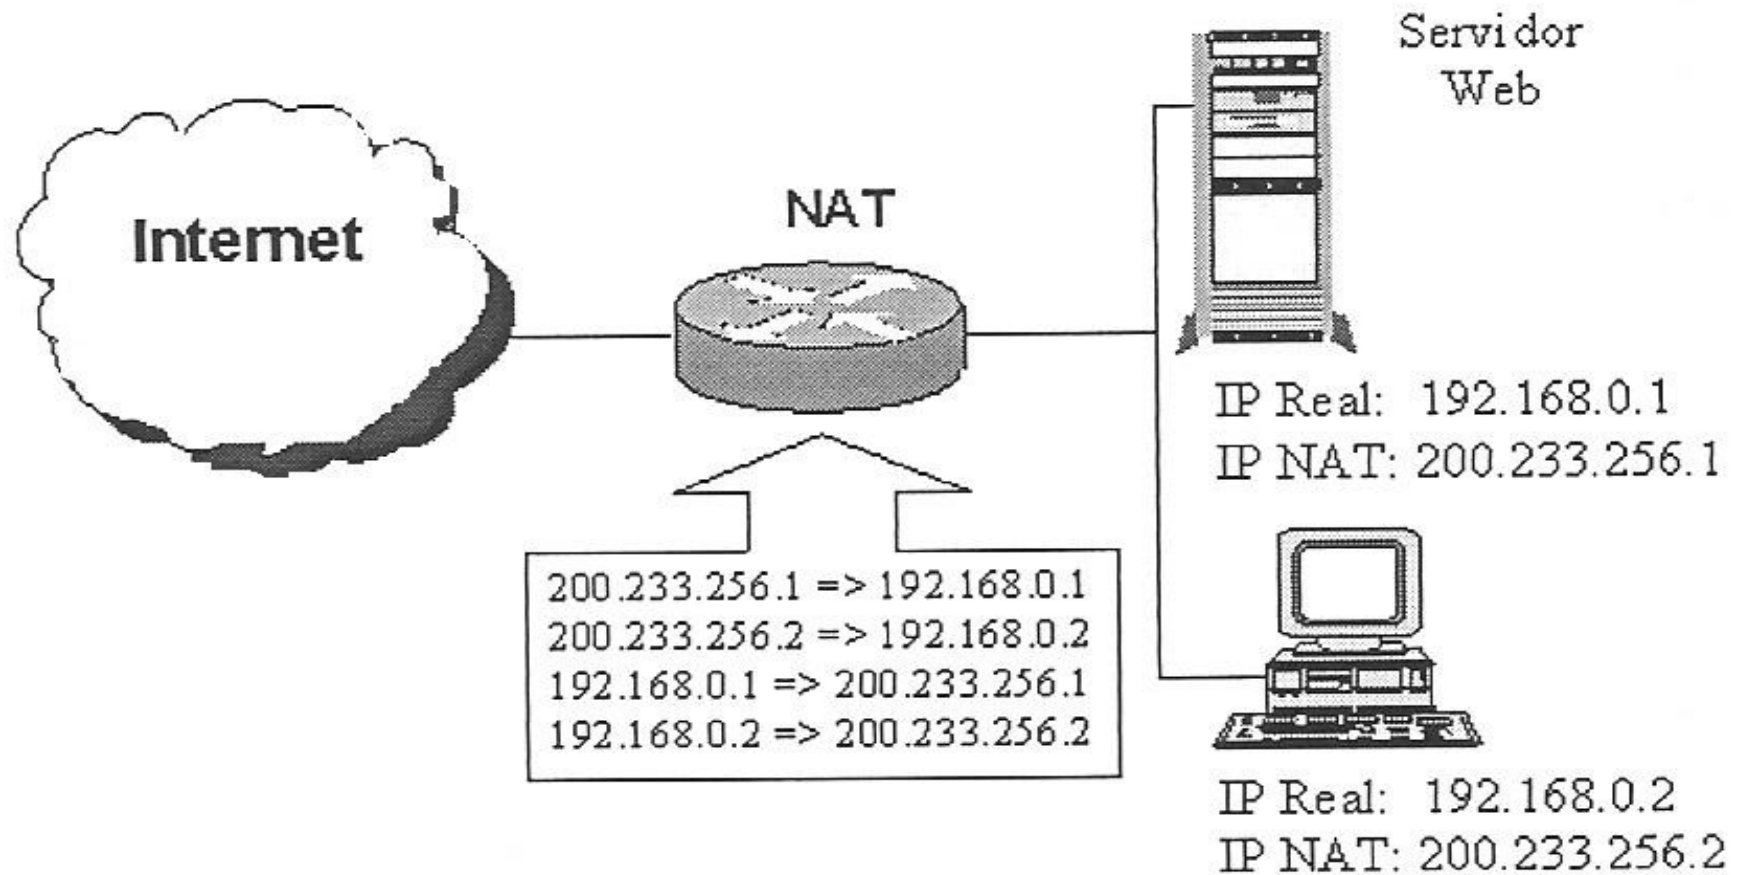 Servidor
Web
Internet
NAT
IP Real: 192.168.0.1
IP NAT: 200.233.256.1
200.233.256.1 => 192.168.0.1
200.233.256.2 => 192.168.0.2
192.168.0.1 => 200.233.256.1
192.168.0.2 => 200.233.256.2
IP Real: 192.168.0.2
IP NAT: 200.233.256.2